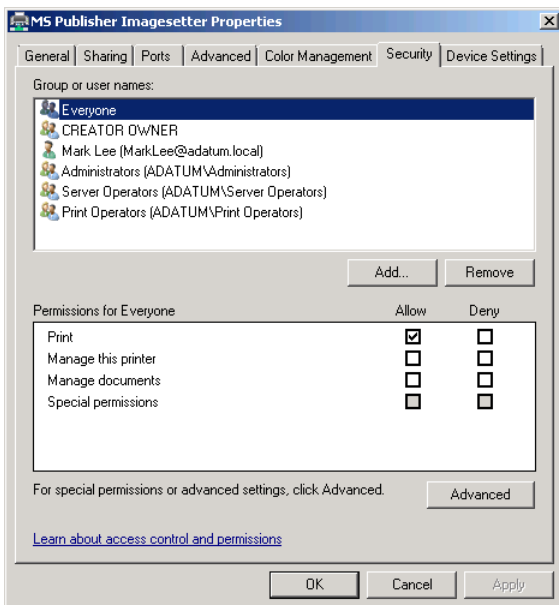 MS Publisher Imagesetter Properties
General Sharing Ports Advanced Color Management Security Device Settings
Group or user names:
Everyone
CREATOR OWNER
Mark Lee (MarkLee@adatum.local)
Administrators (ADATUM\Administrators)
Server Operators (ADATUM\Server Operators)
Print Operators (ADATUM\Print Operators)
Add... Remove
Permissions for Everyone Allow Deny
Print
Manage this printer
Manage documents
Special permissions
For special permissions or advanced settings, click Advanced. Advanced
Learn about access control and permissions
OK Cancel Apply